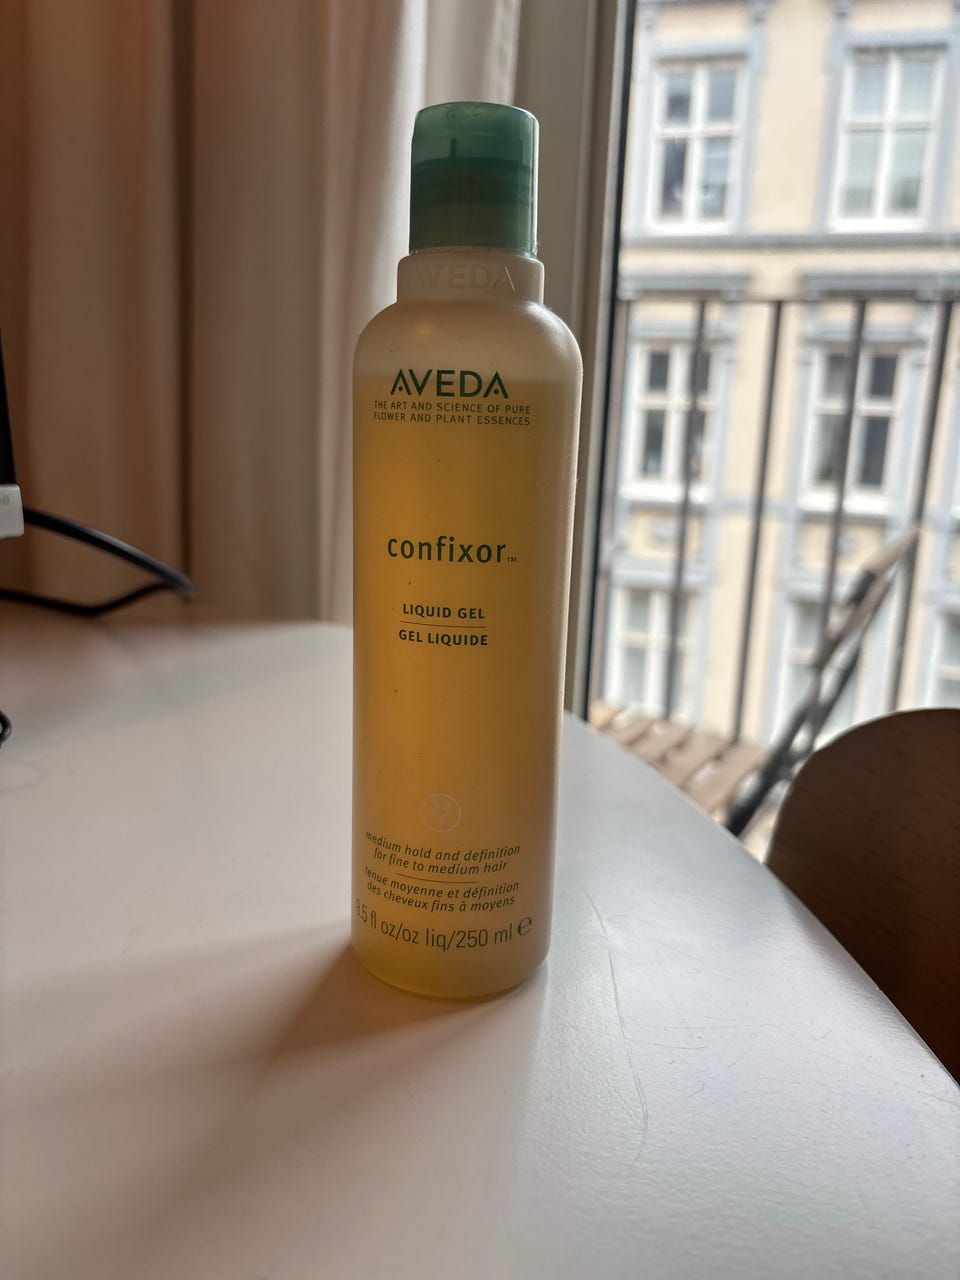 AVEDA
AVEDA
THE ART AND SCIENCE OF PURE
FLOWER AND PLANT ESSENCES
confixor™
LIQUID GEL
GEL LIQUIDE
medium hold and definition
for fine to medium hair
tenue moyenne et définition
des cheveux fins à moyens
8.5 fl oz/oz liq/250 ml ℮